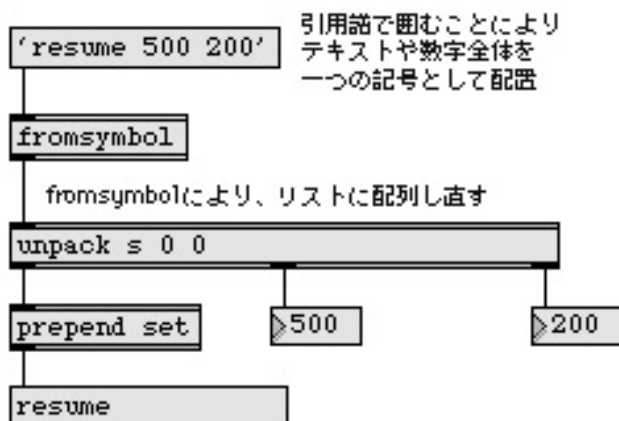 ‘resume 500 200’
引用譜で囲むことにより
テキストや数字全体を
一つの記号として配置
fromsymbol
fromsymbolにより、リストに配列し直す
unpack s 0 0
prepend set
500
200
resume